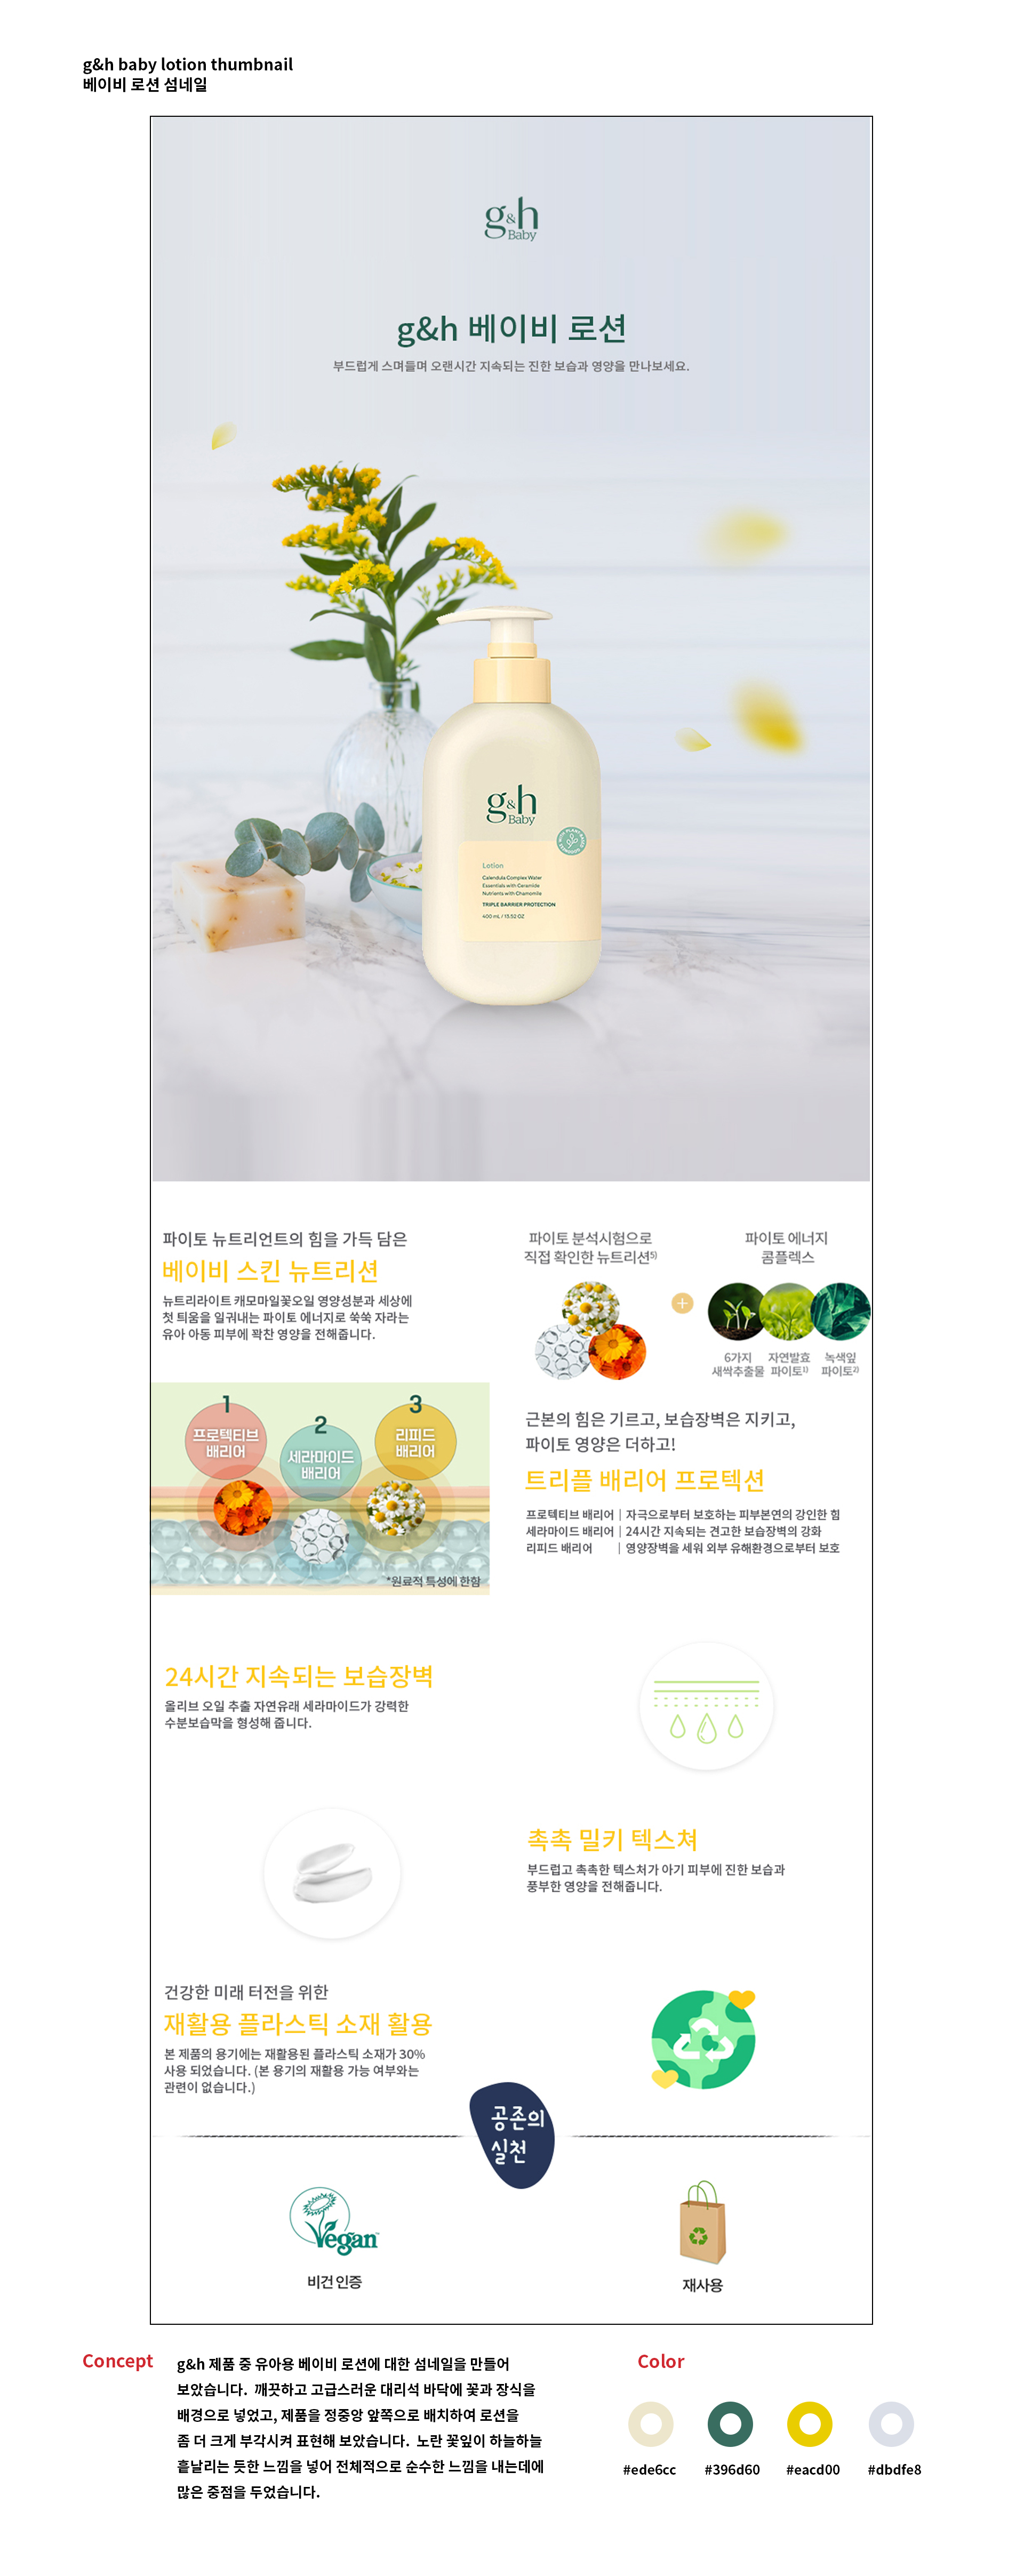 g&h baby lotion thumbnail
베이비 로션 섬네일
g&h
Baby
g&h 베이비 로션
부드럽게 스며들며 오랜시간 지속되는 진한 보습과 영양을 만나보세요.
g&h
Baby
Lotion
Calendula Complex Water
Essentials with Ceramide
Nutrients with Chamomile
TRIPLE BARRIER PROTECTION
400 mL / 13.52 OZ
파이토 뉴트리언트의 힘을 가득 담은
베이비 스킨 뉴트리션
뉴트리라이트 캐모마일꽃오일 영양성분과 세상에
첫 틔움을 일궈내는 파이토 에너지로 쑥쑥 자라는
유아 아동 피부에 꽉찬 영양을 전해줍니다.
파이토 분석시험으로
직접 확인한 뉴트리션5)
+
파이토 에너지
콤플렉스
6가지
새싹추출물
자연발효
파이토1)
녹색잎
파이토2)
1
프로텍티브
배리어
2
세라마이드
배리어
3
리피드
배리어
*원료적 특성에 한함
근본의 힘은 기르고, 보습장벽은 지키고,
파이토 영양은 더하고!
트리플 배리어 프로텍션
프로텍티브 배리어 | 자극으로부터 보호하는 피부본연의 강인한 힘
세라마이드 배리어 | 24시간 지속되는 견고한 보습장벽의 강화
리피드 배리어 | 영양장벽을 세워 외부 유해환경으로부터 보호
24시간 지속되는 보습장벽
올리브 오일 추출 자연유래 세라마이드가 강력한
수분보습막을 형성해 줍니다.
촉촉 밀키 텍스쳐
부드럽고 촉촉한 텍스처가 아기 피부에 진한 보습과
풍부한 영양을 전해줍니다.
건강한 미래 터전을 위한
재활용 플라스틱 소재 활용
본 제품의 용기에는 재활용된 플라스틱 소재가 30%
사용 되었습니다. (본 용기의 재활용 가능 여부와는
관련이 없습니다.)
공존의
실천
Vegan
비건 인증
재사용
Concept
g&h 제품 중 유아용 베이비 로션에 대한 섬네일을 만들어
보았습니다. 깨끗하고 고급스러운 대리석 바닥에 꽃과 장식을
배경으로 넣었고, 제품을 정중앙 앞쪽으로 배치하여 로션을
좀 더 크게 부각시켜 표현해 보았습니다. 노란 꽃잎이 하늘하늘
흩날리는 듯한 느낌을 넣어 전체적으로 순수한 느낌을 내는데에
많은 중점을 두었습니다.
Color
#ede6cc
#396d60
#eacd00
#dbdfe8